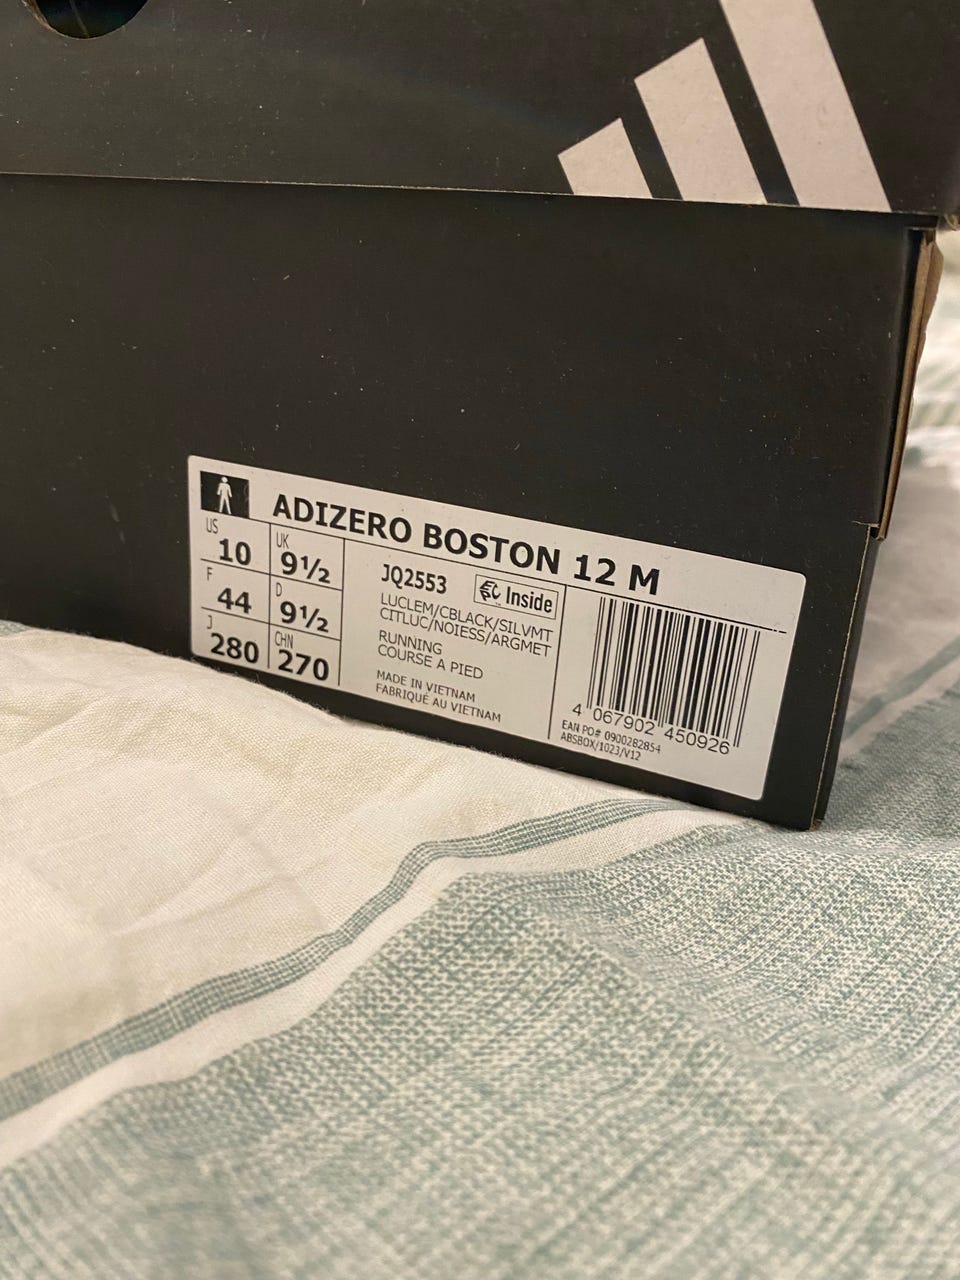 ADIZERO BOSTON 12 M
US 10
UK 9½
F 44
D 9½
J 280
CHN 270
JQ2553
EC Inside
LUCLEM/CBLACK/SILVMT
CITLUC/NOIESS/ARGMET
RUNNING
COURSE A PIED
MADE IN VIETNAM
FABRIQUÉ AU VIETNAM
4 067902 450926
EAN PO# 0900282854
ABSBOX/1023/V12